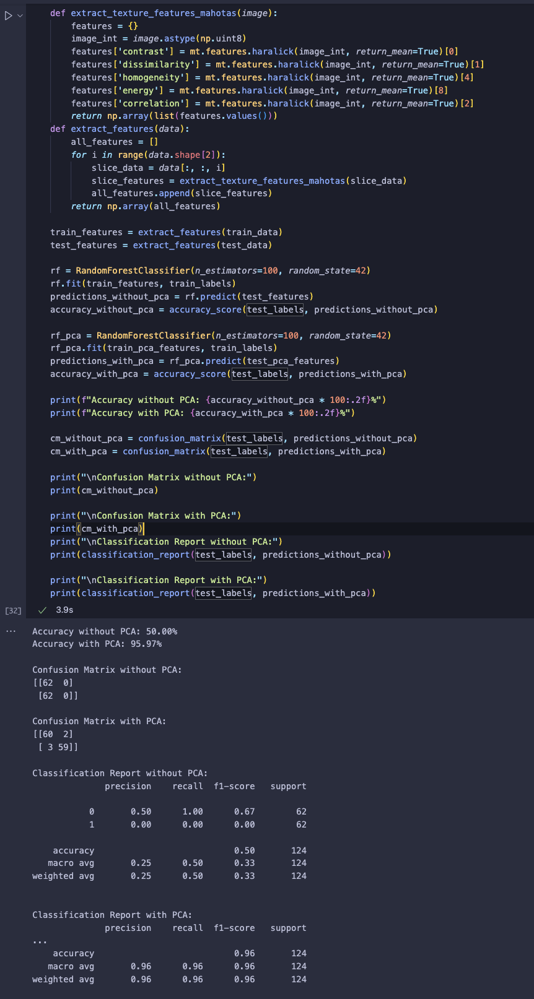 def extract_texture_features_mahotas(image):
    features = {}
    image_int = image.astype(np.uint8)
    features['contrast'] = mt.features.haralick(image_int, return_mean=True)[0]
    features['dissimilarity'] = mt.features.haralick(image_int, return_mean=True)[1]
    features['homogeneity'] = mt.features.haralick(image_int, return_mean=True)[4]
    features['energy'] = mt.features.haralick(image_int, return_mean=True)[8]
    features['correlation'] = mt.features.haralick(image_int, return_mean=True)[2]
    return np.array(list(features.values()))
def extract_features(data):
    all_features = []
    for i in range(data.shape[2]):
        slice_data = data[:, :, i]
        slice_features = extract_texture_features_mahotas(slice_data)
        all_features.append(slice_features)
    return np.array(all_features)

train_features = extract_features(train_data)
test_features = extract_features(test_data)

rf = RandomForestClassifier(n_estimators=100, random_state=42)
rf.fit(train_features, train_labels)
predictions_without_pca = rf.predict(test_features)
accuracy_without_pca = accuracy_score(test_labels, predictions_without_pca)

rf_pca = RandomForestClassifier(n_estimators=100, random_state=42)
rf_pca.fit(train_pca_features, train_labels)
predictions_with_pca = rf_pca.predict(test_pca_features)
accuracy_with_pca = accuracy_score(test_labels, predictions_with_pca)

print(f"Accuracy without PCA: {accuracy_without_pca * 100:.2f}%")
print(f"Accuracy with PCA: {accuracy_with_pca * 100:.2f}%")

cm_without_pca = confusion_matrix(test_labels, predictions_without_pca)
cm_with_pca = confusion_matrix(test_labels, predictions_with_pca)

print("\nConfusion Matrix without PCA:")
print(cm_without_pca)

print("\nConfusion Matrix with PCA:")
print(cm_with_pca)
print("\nClassification Report without PCA:")
print(classification_report(test_labels, predictions_without_pca))

print("\nClassification Report with PCA:")
print(classification_report(test_labels, predictions_with_pca))
[32] ✓ 3.9s
... Accuracy without PCA: 50.00%
Accuracy with PCA: 95.97%

Confusion Matrix without PCA:
[[62  0]
 [62  0]]

Confusion Matrix with PCA:
[[60  2]
 [ 3 59]]

Classification Report without PCA:
              precision    recall  f1-score   support

           0       0.50      1.00      0.67        62
           1       0.00      0.00      0.00        62

    accuracy                           0.50       124
   macro avg       0.25      0.50      0.33       124
weighted avg       0.25      0.50      0.33       124


Classification Report with PCA:
              precision    recall  f1-score   support
...
    accuracy                           0.96       124
   macro avg       0.96      0.96      0.96       124
weighted avg       0.96      0.96      0.96       124